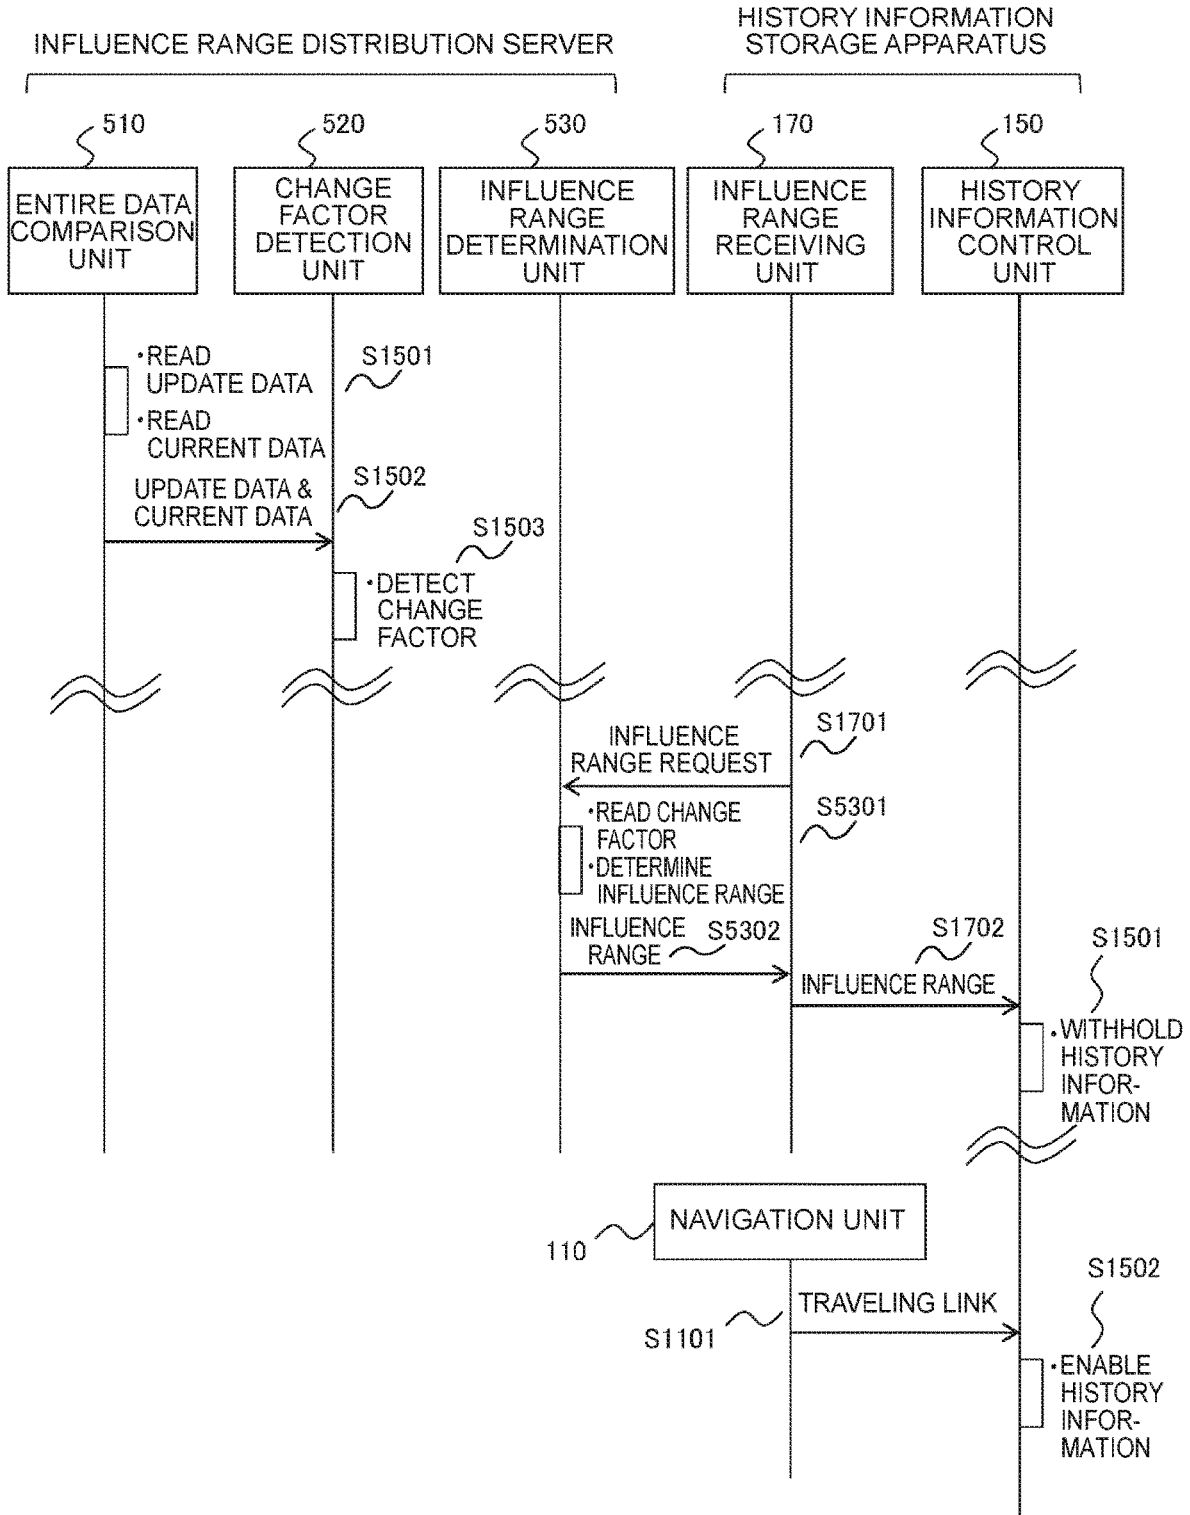 INFLUENCE RANGE DISTRIBUTION SERVER
HISTORY INFORMATION
STORAGE APPARATUS
510
520
530
170
150
ENTIRE DATA
COMPARISON
UNIT
CHANGE
FACTOR
DETECTION
UNIT
INFLUENCE
RANGE
DETERMINATION
UNIT
INFLUENCE
RANGE
RECEIVING
UNIT
HISTORY
INFORMATION
CONTROL
UNIT
・READ
UPDATE DATA
・READ
CURRENT DATA
S1501
UPDATE DATA &
CURRENT DATA
S1502
S1503
・DETECT
CHANGE
FACTOR
INFLUENCE
RANGE REQUEST
S1701
・READ CHANGE
FACTOR
・DETERMINE
INFLUENCE RANGE
S5301
INFLUENCE
RANGE
S5302
S1702
INFLUENCE RANGE
S1501
・WITHHOLD
HISTORY
INFOR-
MATION
NAVIGATION UNIT
110
TRAVELING LINK
S1101
S1502
・ENABLE
HISTORY
INFOR-
MATION